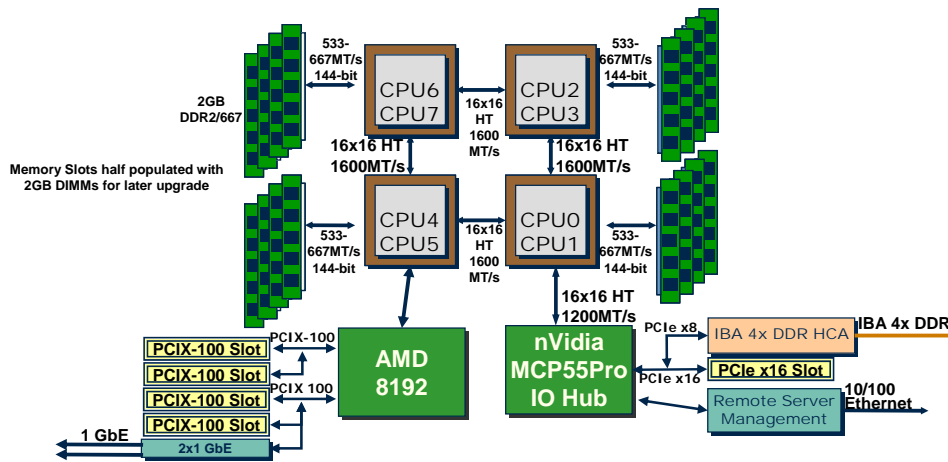 533-
667MT/s
144-bit
CPU6
CPU7
16x16
HT
1600
MT/s
CPU2
CPU3
533-
667MT/s
144-bit
2GB
DDR2/667
16x16 HT
1600MT/s
16x16 HT
1600MT/s
Memory Slots half populated with
2GB DIMMs for later upgrade
533-
667MT/s
144-bit
CPU4
CPU5
16x16
HT
1600
MT/s
CPU0
CPU1
533-
667MT/s
144-bit
16x16 HT
1200MT/s
PCIX-100 Slot
PCIX-100
PCIX-100 Slot
PCIX 100
PCIX-100 Slot
PCIX-100 Slot
1 GbE
2x1 GbE
AMD
8192
nVidia
MCP55Pro
IO Hub
PCIe x8
IBA 4x DDR HCA
IBA 4x DDR
PCIe x16
PCIe x16 Slot
Remote Server
Management
10/100
Ethernet